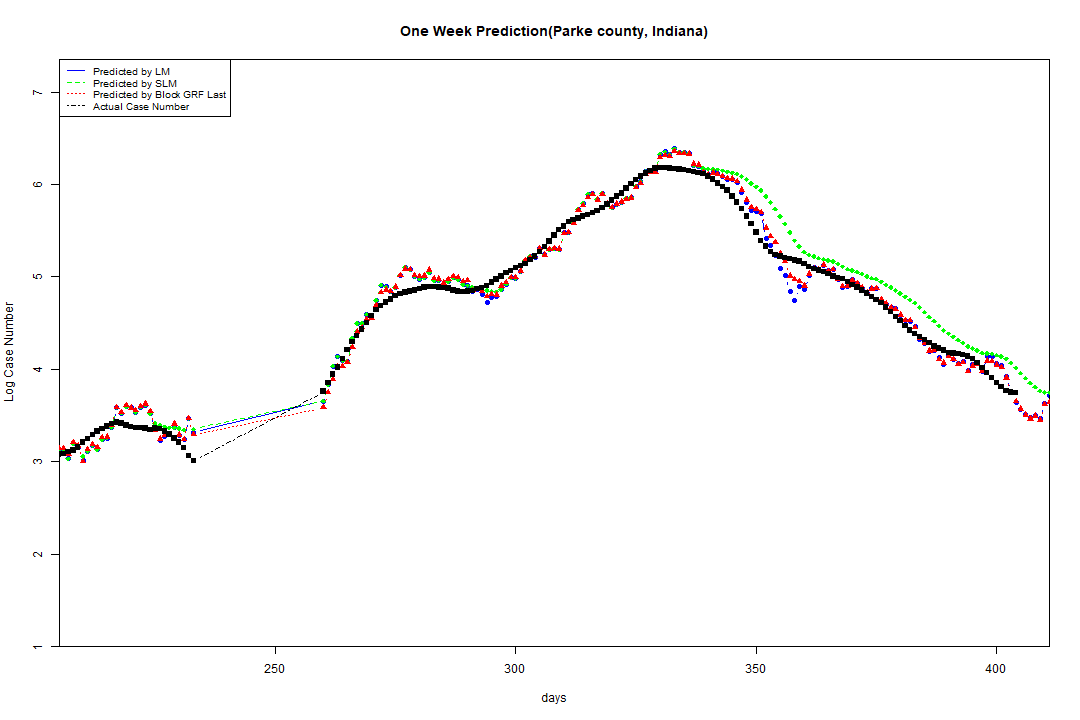 One Week Prediction(Parke county, Indiana)
Predicted by LM
Predicted by SLM
Predicted by Block GRF Last
Actual Case Number
7
6
5
4
3
2
1
Log Case Number
250
300
350
400
days